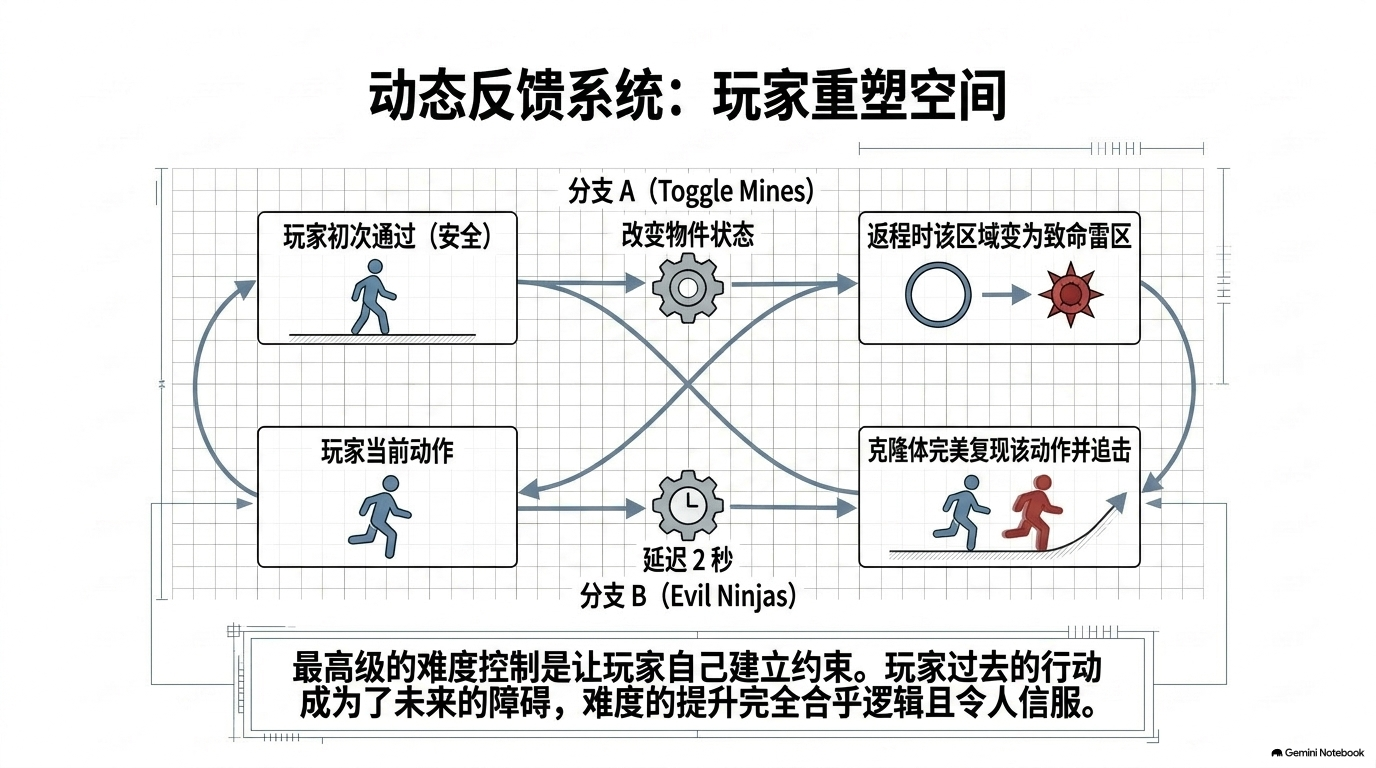 动态反馈系统：玩家重塑空间
分支 A（Toggle Mines）
玩家初次通过（安全）
改变物件状态
返程时该区域变为致命雷区
玩家当前动作
克隆体完美复现该动作并追击
延迟 2 秒
分支 B（Evil Ninjas）
最高级的难度控制是让玩家自己建立约束。玩家过去的行动
成为了未来的障碍，难度的提升完全合乎逻辑且令人信服。
Gemini Notebook